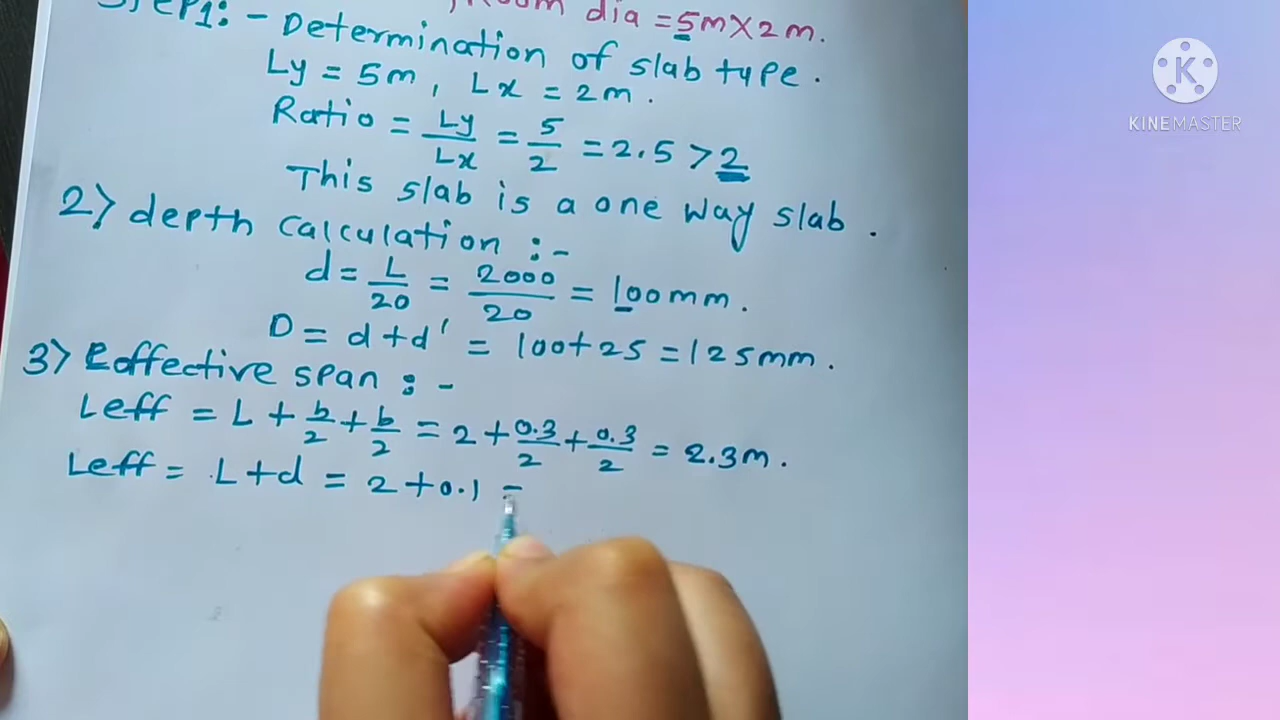 Step1:- Room dia = 5m X 2m.
Determination of slab type.
Ly = 5m, Lx = 2m.
Ratio = Ly/Lx = 5/2 = 2.5 > 2
This slab is a one way slab.
2> depth calculation :-
d = L/20 = 2000/20 = 100mm.
D = d + d' = 100 + 25 = 125mm.
3> Eoffective span :-
Leff = L + b/2 + b/2 = 2 + 0.3/2 + 0.3/2 = 2.3m.
Leff = L + d = 2 + 0.1 =
KINEMASTER